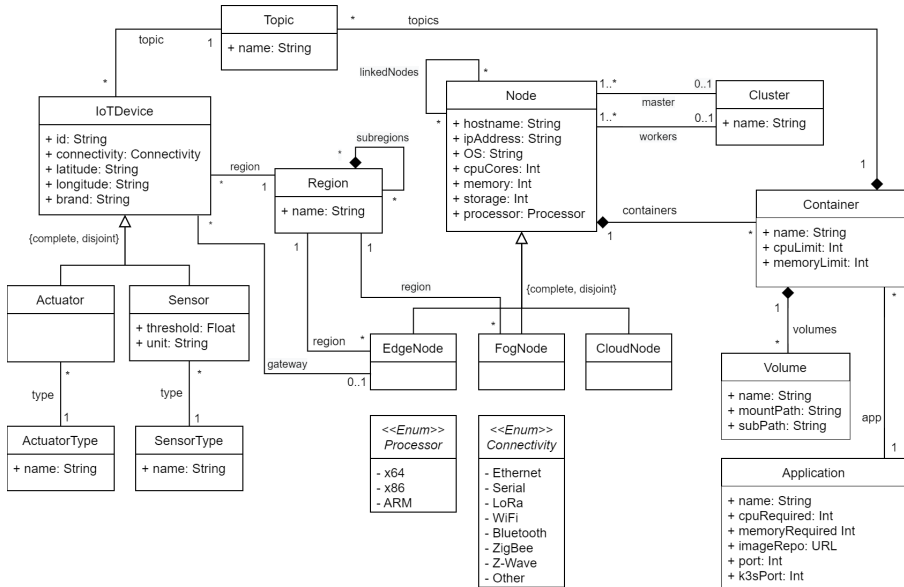 Topic
+ name: String
topic
1
*
*
topics
IoTDevice
+ id: String
+ connectivity: Connectivity
+ latitude: String
+ longitude: String
+ brand: String
linkedNodes
*
*
Node
+ hostname: String
+ ipAddress: String
+ OS: String
+ cpuCores: Int
+ memory: Int
+ storage: Int
+ processor: Processor
1..*
0..1
master
1..*
0..1
workers
Cluster
+ name: String
subregions
*
*
region
*
1
Region
+ name: String
1
1
containers
1
*
Container
+ name: String
+ cpuLimit: Int
+ memoryLimit: Int
{complete, disjoint}
*
Actuator
Sensor
+ threshold: Float
+ unit: String
region
{complete, disjoint}
1
*
volumes
*
region
*
*
gateway
0..1
EdgeNode
FogNode
CloudNode
Volume
+ name: String
+ mountPath: String
+ subPath: String
*
type
1
*
type
1
ActuatorType
+ name: String
SensorType
+ name: String
<<Enum>>
Processor
- x64
- x86
- ARM
<<Enum>>
Connectivity
- Ethernet
- Serial
- LoRa
- WiFi
- Bluetooth
- ZigBee
- Z-Wave
- Other
app
1
Application
+ name: String
+ cpuRequired: Int
+ memoryRequired Int
+ imageRepo: URL
+ port: Int
+ k3sPort: Int